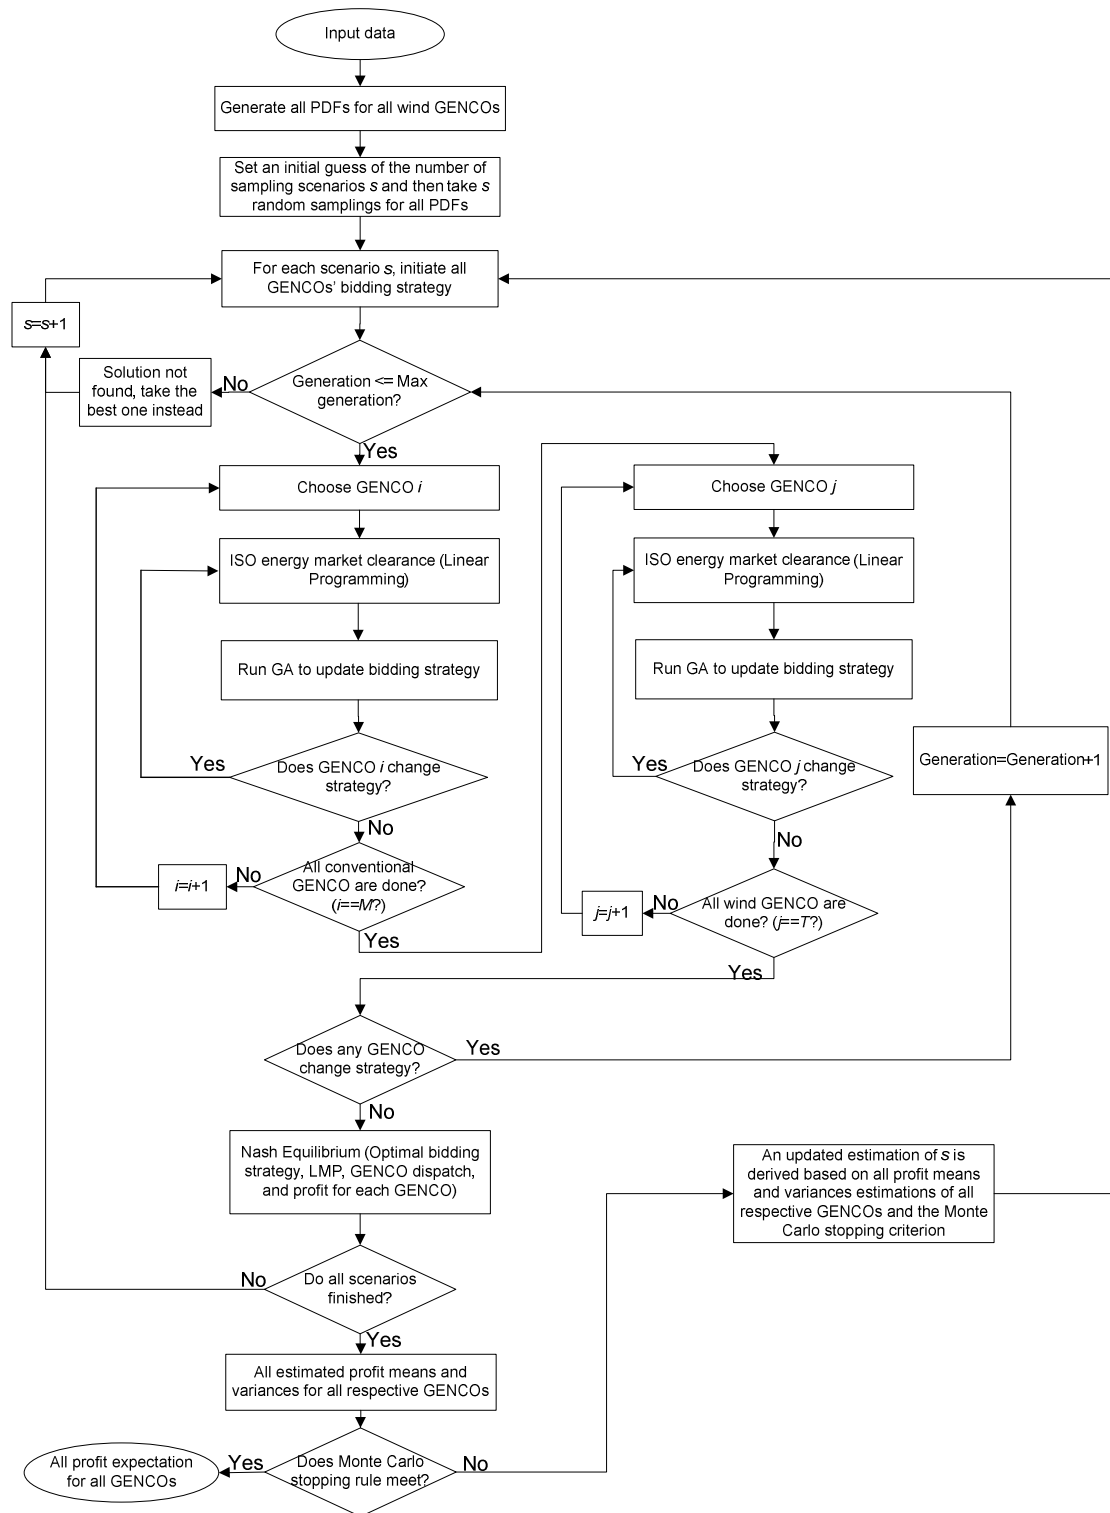 Input data
Generate all PDFs for all wind GENCOs
Set an initial guess of the number of
sampling scenarios s and then take s
random samplings for all PDFs
For each scenario s, initiate all
GENCOs' bidding strategy
s=s+1
Solution not
found, take the
best one instead
No
Generation <= Max
generation?
Yes
Choose GENCO i
ISO energy market clearance (Linear
Programming)
Run GA to update bidding strategy
Yes
Does GENCO i change
strategy?
No
i=i+1
No
All conventional
GENCO are done?
(i==M?)
Yes
Choose GENCO j
ISO energy market clearance (Linear
Programming)
Run GA to update bidding strategy
Yes
Does GENCO j change
strategy?
No
j=j+1
No
All wind GENCO are
done? (j==T?)
Yes
Generation=Generation+1
Does any GENCO
change strategy?
Yes
No
Nash Equilibrium (Optimal bidding
strategy, LMP, GENCO dispatch,
and profit for each GENCO)
An updated estimation of s is
derived based on all profit means
and variances estimations of all
respective GENCOs and the Monte
Carlo stopping criterion
No
Do all scenarios
finished?
Yes
All estimated profit means and
variances for all respective GENCOs
All profit expectation
for all GENCOs
Yes
Does Monte Carlo
stopping rule meet?
No